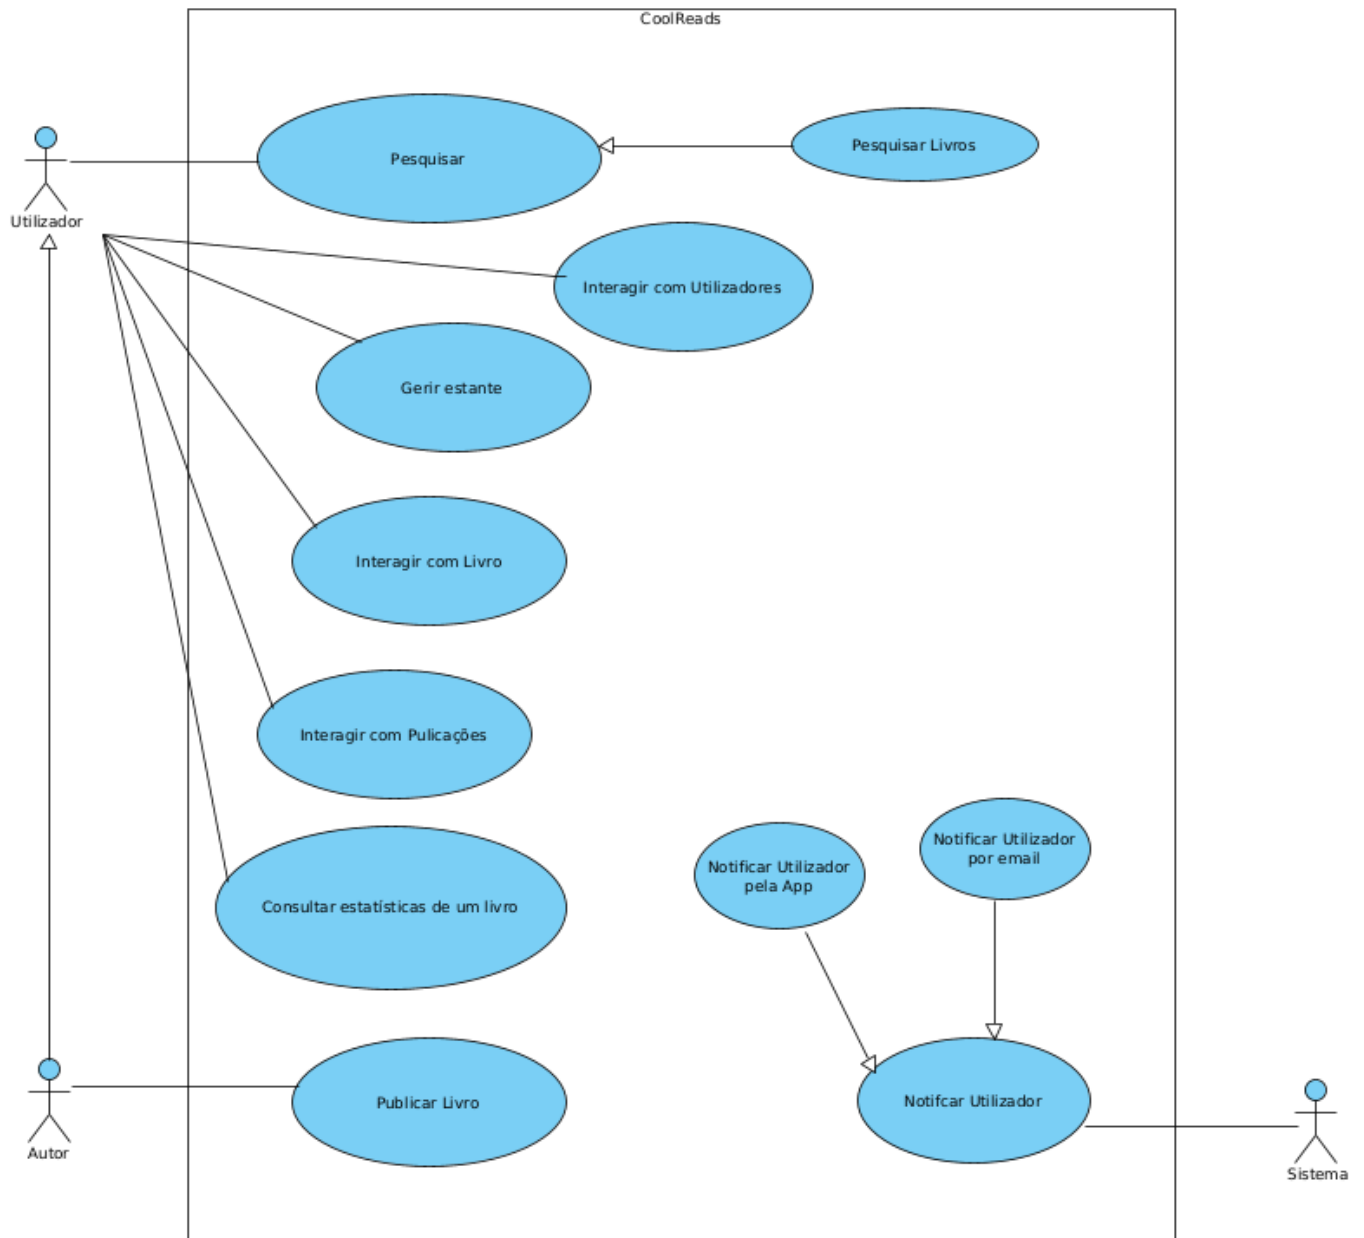 CoolReads
Pesquisar
Pesquisar Livros
Utilizador
Interagir com Utilizadores
Gerir estante
Interagir com Livro
Interagir com Pulicações
Notificar Utilizador
por email
Notificar Utilizador
pela App
Consultar estatísticas de um livro
Publicar Livro
Notifcar Utilizador
Autor
Sistema